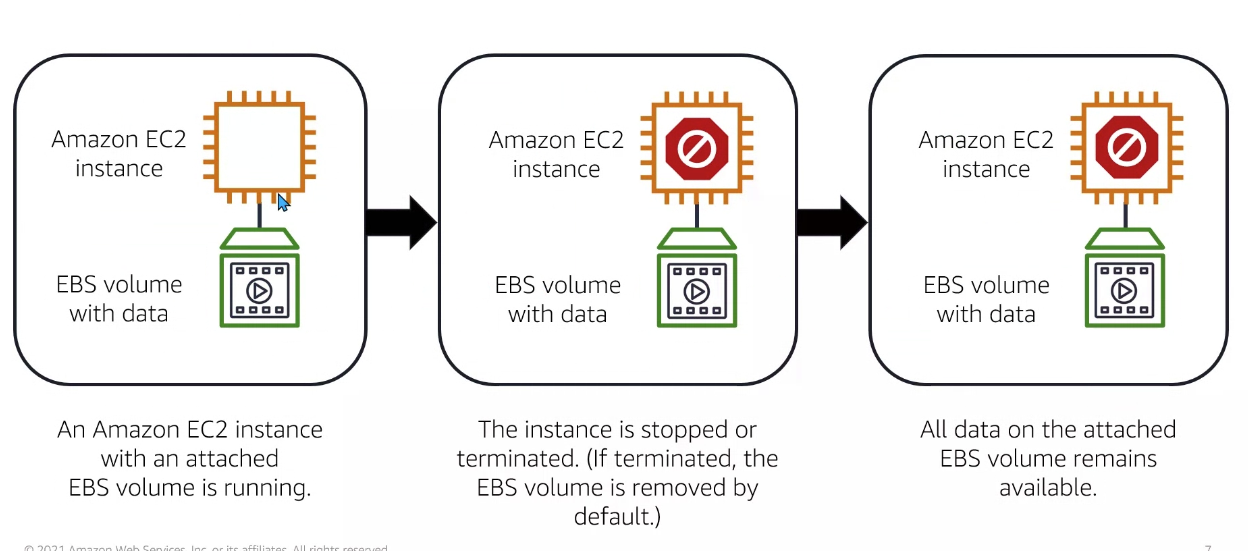 Amazon EC2
instance
EBS volume
with data
An Amazon EC2 instance
with an attached
EBS volume is running.
Amazon EC2
instance
EBS volume
with data
The instance is stopped or
terminated. (If terminated, the
EBS volume is removed by
default.)
Amazon EC2
instance
EBS volume
with data
All data on the attached
EBS volume remains
available.
© 2021 Amazon Web Services, Inc. or its affiliates. All rights reserved.
7